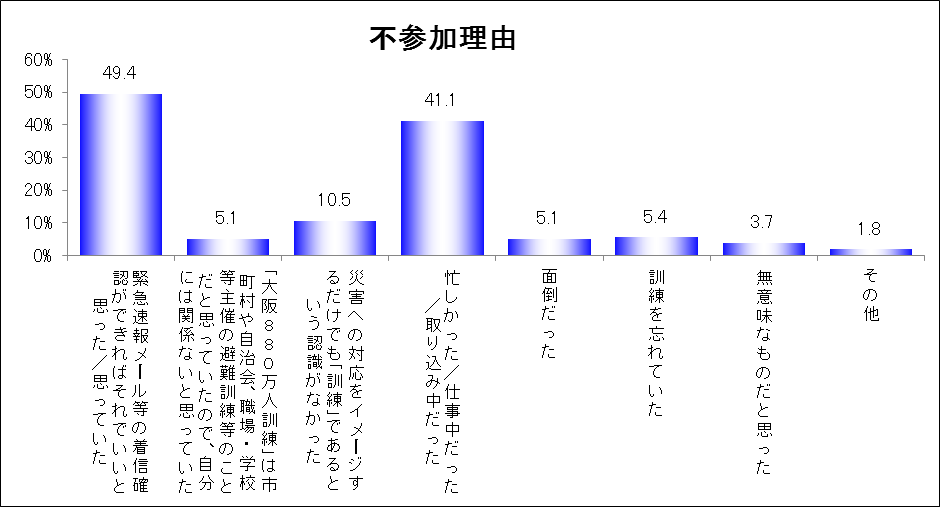 不参加理由
60%
50%
40%
30%
20%
10%
0%
49.4
5.1
10.5
41.1
5.1
5.4
3.7
1.8
緊急速報メール等の着信確
認ができればそれでいいと
思った／思っていた
「大阪８８０万人訓練」は市
町村や自治会、職場・学校
等主催の避難訓練等のこと
だと思っていたので、自分
には関係ないと思っていた
災害への対応をイメージす
るだけでも「訓練」であると
いう認識がなかった
忙しかった／仕事中だった
／取り込み中だった
面倒だった
訓練を忘れていた
無意味なものだと思った
その他